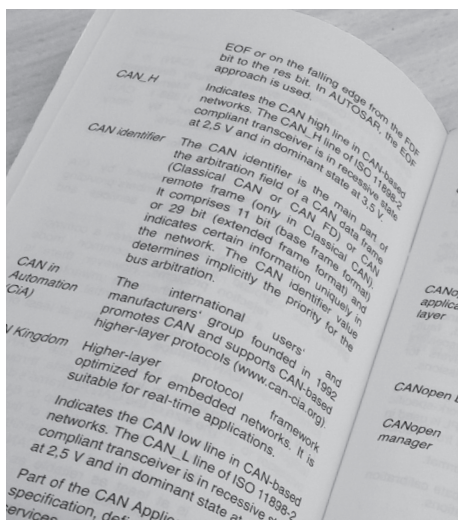 EOF or on the falling edge from the FDF
bit to the res bit. In AUTOSAR, the EOF
approach is used.
CAN_H
Indicates the CAN high line in CAN-based
networks. The CAN_H line of ISO 11898-2
compliant transceiver is in recessive state
at 2,5 V and in dominant state at 3,5 V.
CAN identifier
The CAN identifier is the main part of
the arbitration field of a CAN data frame
(Classical CAN or CAN FD), or CAN
remote frame (only in Classical CAN).
It comprises 11 bit (base frame format)
or 29 bit (extended frame format) and
indicates certain information uniquely in
the network. The CAN identifier value
determines implicitly the priority for the
bus arbitration.
CAN in
Automation
(CiA)
The international users' and
manufacturers' group founded in 1992
promotes CAN and supports CAN-based
higher-layer protocols (www.can-cia.org).
Kingdom
Higher-layer protocol framework
optimized for embedded networks. It is
suitable for real-time applications.
Indicates the CAN low line in CAN-based
networks. The CAN_L line of ISO 11898-2
compliant transceiver is in recessive state
at 2,5 V and in dominant state at
Part of the CAN
specification,
layer
CANopen
CANopen
manager